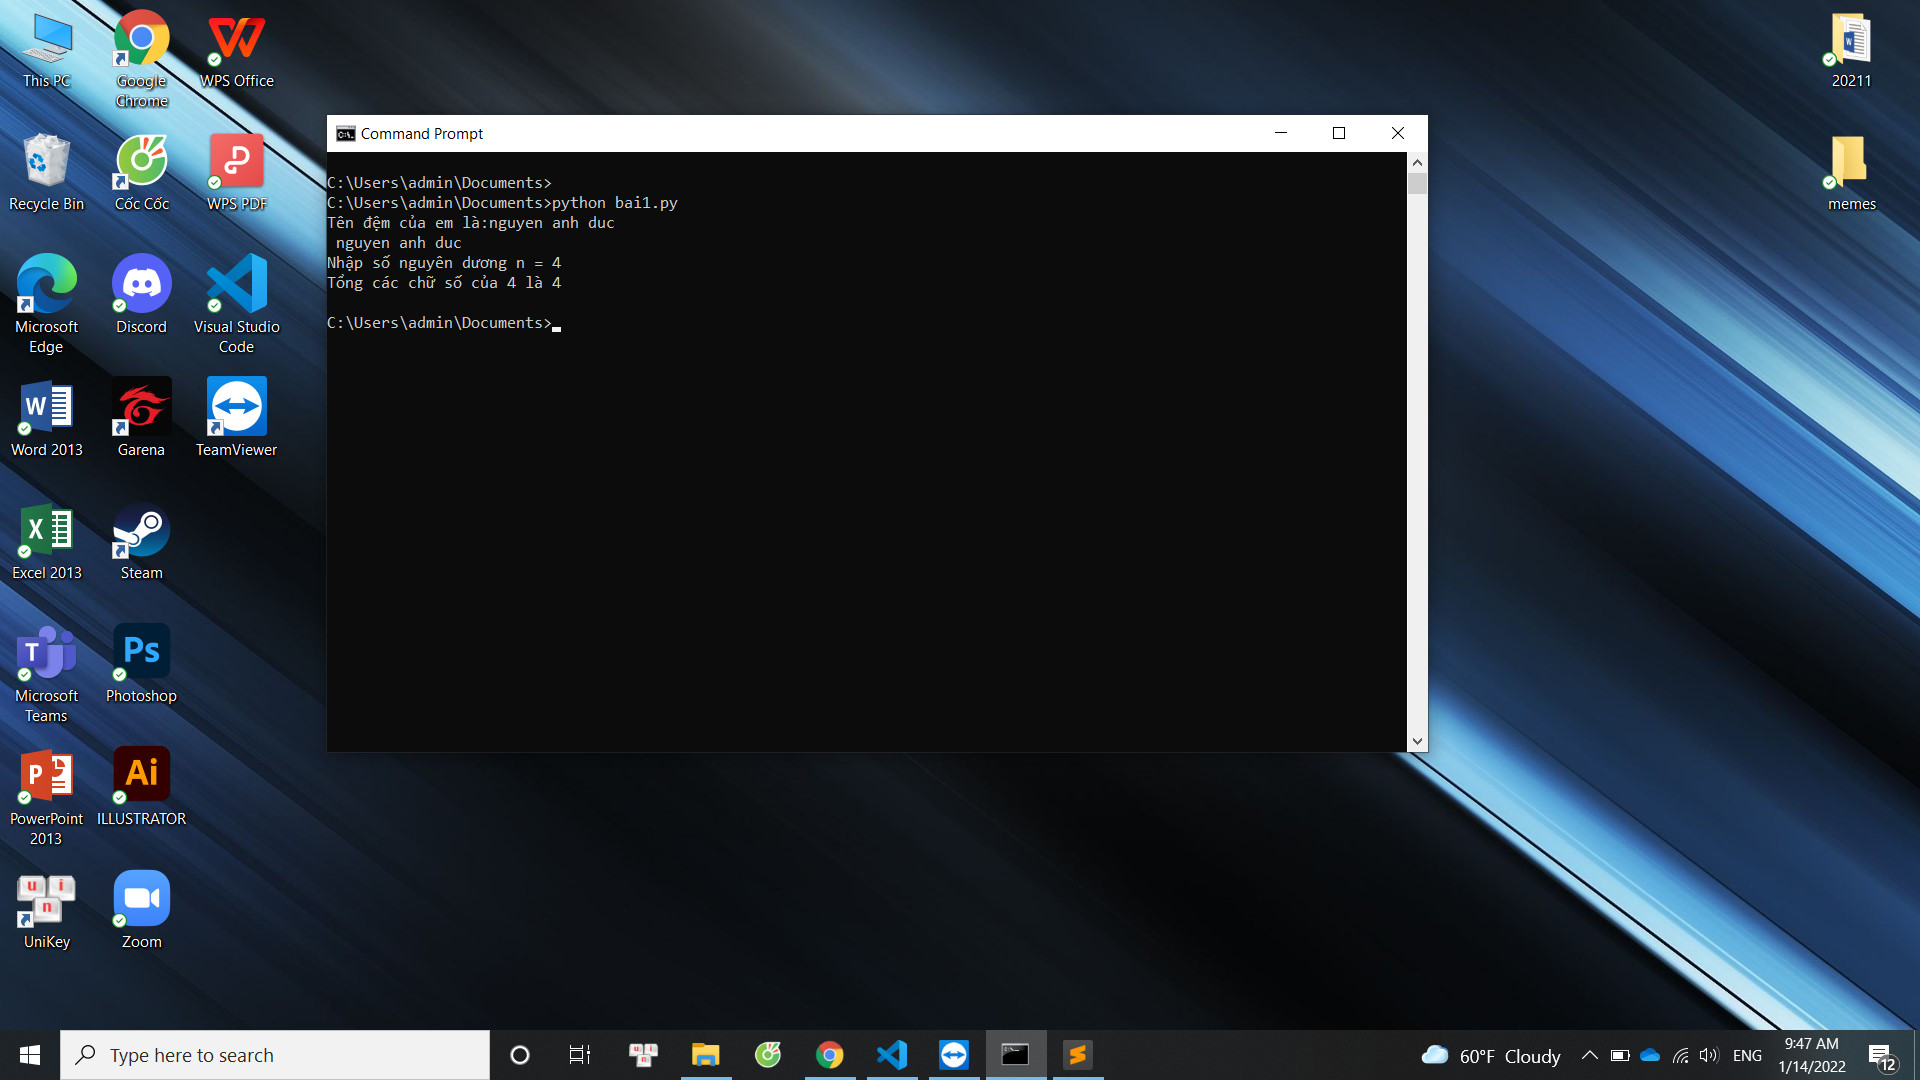 This PC
Google
Chrome
WPS Office
20211
Recycle Bin
Cốc Cốc
WPS PDF
memes
Microsoft
Edge
Discord
Visual Studio
Code
Word 2013
Garena
TeamViewer
Excel 2013
Steam
Microsoft
Teams
Photoshop
PowerPoint
2013
ILLUSTRATOR
UniKey
Zoom
Command Prompt
C:\Users\admin\Documents>
C:\Users\admin\Documents>python bai1.py
Tên đệm của em là:nguyen anh duc
nguyen anh duc
Nhập số nguyên dương n = 4
Tổng các chữ số của 4 là 4
C:\Users\admin\Documents>
Type here to search
60°F Cloudy
ENG
9:47 AM
1/14/2022
12